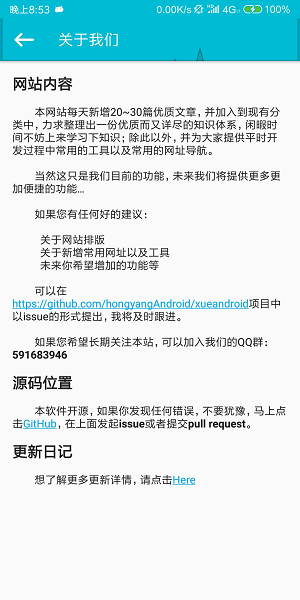 晚上8:53
0.00K/s 4G 100%
关于我们
网站内容
本网站每天新增20~30篇优质文章，并加入到现有分
类中，力求整理出一份优质而又详尽的知识体系，闲暇时
间不妨上来学习下知识；除此以外，并为大家提供平时开
发过程中常用的工具以及常用的网址导航。
当然这只是我们目前的功能，未来我们将提供更多更
加便捷的功能...
如果您有任何好的建议：
关于网站排版
关于新增常用网址以及工具
未来你希望增加的功能等
可以在
https://github.com/hongyangAndroid/xueandroid项目中
以issue的形式提出，我将及时跟进。
如果您希望长期关注本站，可以加入我们的QQ群：
591683946
源码位置
本软件开源，如果你发现任何错误，不要犹豫，马上点
击GitHub，在上面发起issue或者提交pull request。
更新日记
想了解更多更新详情，请点击Here